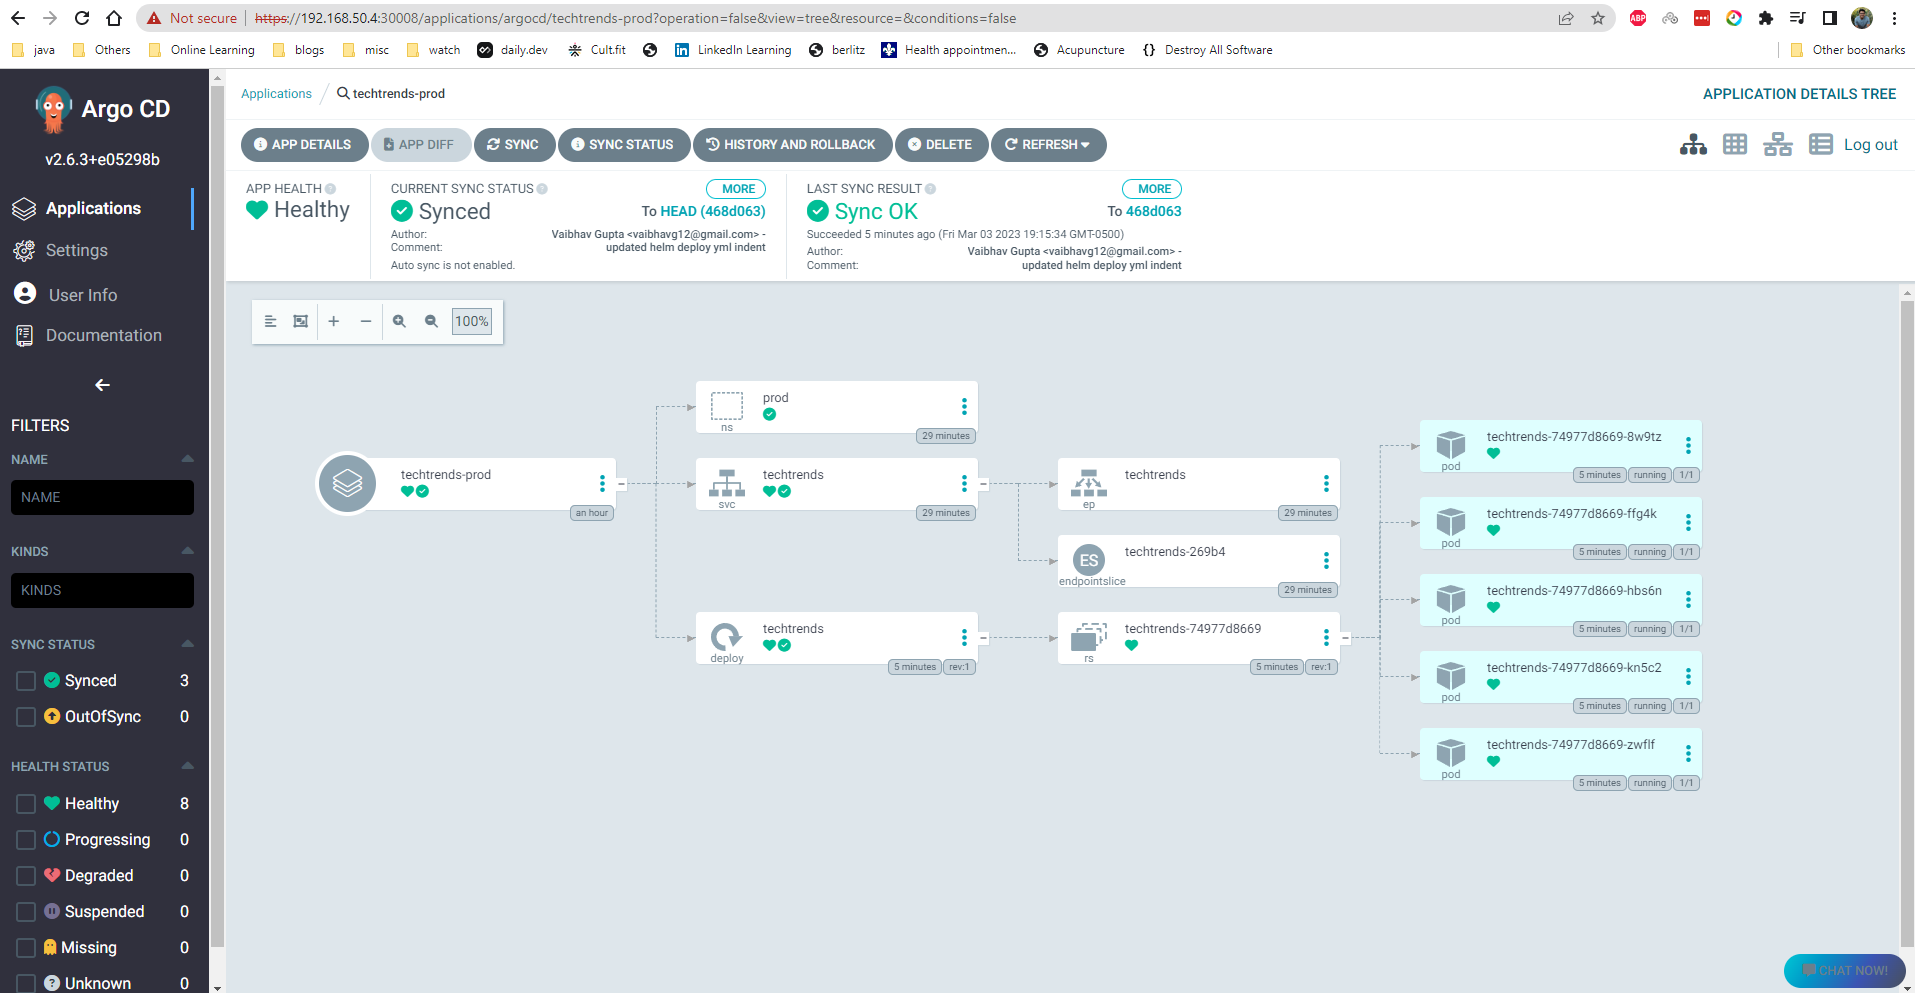 Not secure
https://192.168.50.4:30008/applications/argocd/techtrends-prod?operation=false&view=tree&resource=&conditions=false
ABP
java
Others
Online Learning
blogs
misc
watch
daily.dev
Cult.fit
LinkedIn Learning
berlitz
Health appointmen...
Acupuncture
Destroy All Software
Other bookmarks
Argo CD
v2.6.3+e05298b
Applications
Settings
User Info
Documentation
FILTERS
NAME
NAME
KINDS
KINDS
SYNC STATUS
Synced 3
OutOfSync 0
HEALTH STATUS
Healthy 8
Progressing 0
Degraded 0
Suspended 0
Missing 0
Unknown 0
Applications / techtrends-prod
APPLICATION DETAILS TREE
APP DETAILS
APP DIFF
SYNC
SYNC STATUS
HISTORY AND ROLLBACK
DELETE
REFRESH
Log out
APP HEALTH
Healthy
CURRENT SYNC STATUS
MORE
Synced
To HEAD (468d063)
Author: Vaibhav Gupta <vaibhavg12@gmail.com> -
Comment: updated helm deploy yml indent
Auto sync is not enabled.
LAST SYNC RESULT
MORE
Sync OK
To 468d063
Succeeded 5 minutes ago (Fri Mar 03 2023 19:15:34 GMT-0500)
Author: Vaibhav Gupta <vaibhavg12@gmail.com> -
Comment: updated helm deploy yml indent
100%
techtrends-prod
an hour
prod
ns
29 minutes
techtrends
svc
29 minutes
techtrends
deploy
5 minutes rev:1
techtrends
ep
29 minutes
ES
techtrends-269b4
endpointslice
29 minutes
techtrends-74977d8669
rs
5 minutes rev:1
techtrends-74977d8669-8w9tz
pod
5 minutes running 1/1
techtrends-74977d8669-ffg4k
pod
5 minutes running 1/1
techtrends-74977d8669-hbs6n
pod
5 minutes running 1/1
techtrends-74977d8669-kn5c2
pod
5 minutes running 1/1
techtrends-74977d8669-zwflf
pod
5 minutes running 1/1
CHAT NOW!